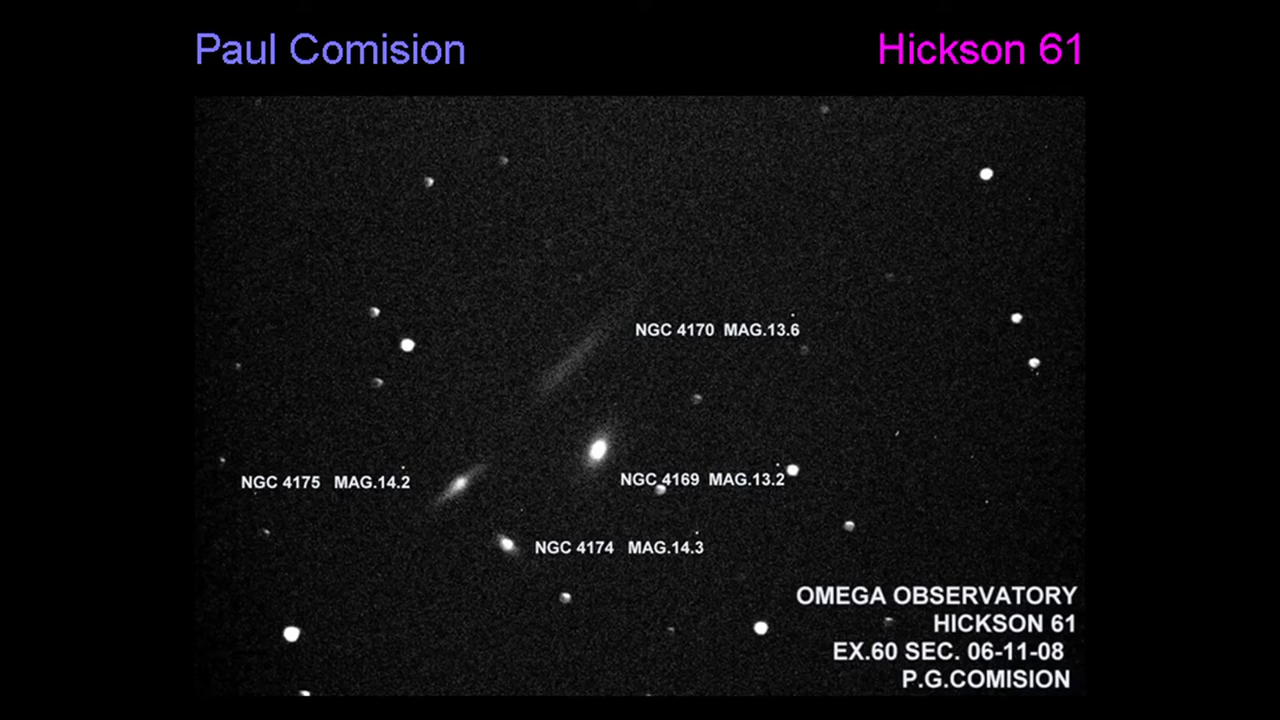 Paul Comision
Hickson 61
NGC 4170 MAG.13.6
NGC 4175 MAG.14.2
NGC 4169 MAG.13.2
NGC 4174 MAG.14.3
OMEGA OBSERVATORY
HICKSON 61
EX.60 SEC. 06-11-08
P.G.COMISION